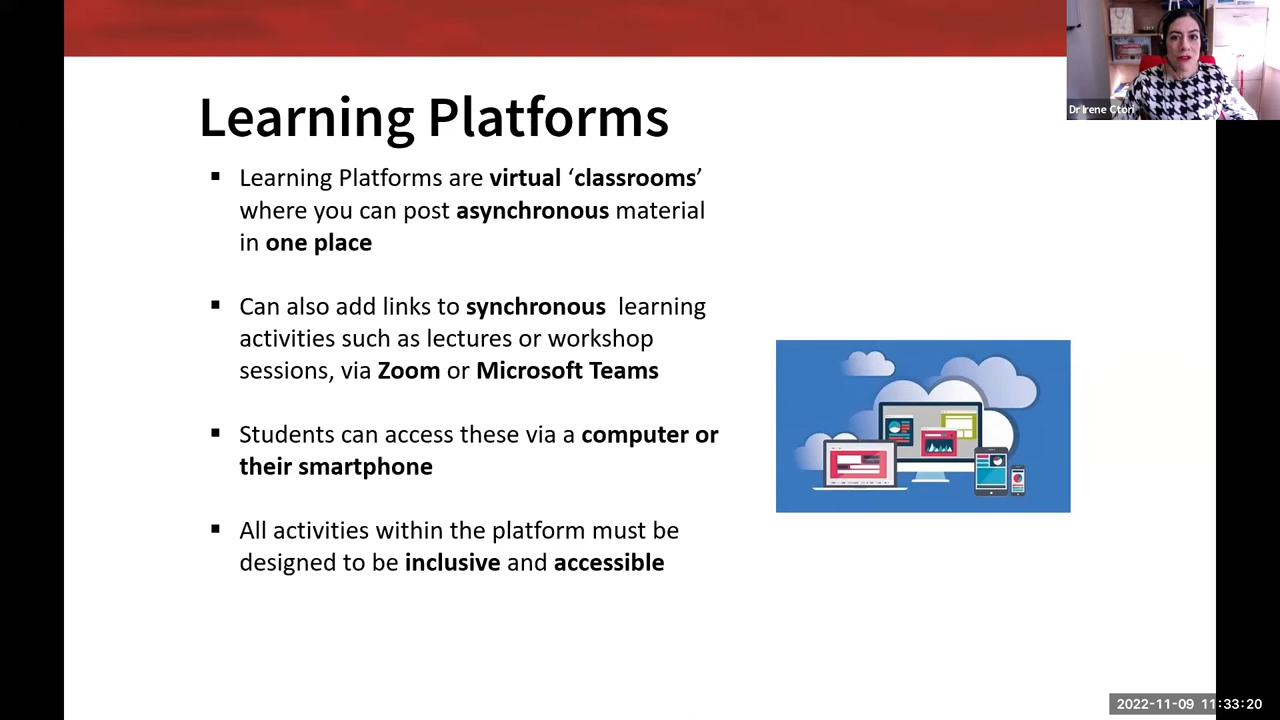 Learning Platforms
▪ Learning Platforms are virtual ‘classrooms’
where you can post asynchronous material
in one place
▪ Can also add links to synchronous learning
activities such as lectures or workshop
sessions, via Zoom or Microsoft Teams
▪ Students can access these via a computer or
their smartphone
▪ All activities within the platform must be
designed to be inclusive and accessible
Dr Irene Ctori
2022-11-09 11:33:20